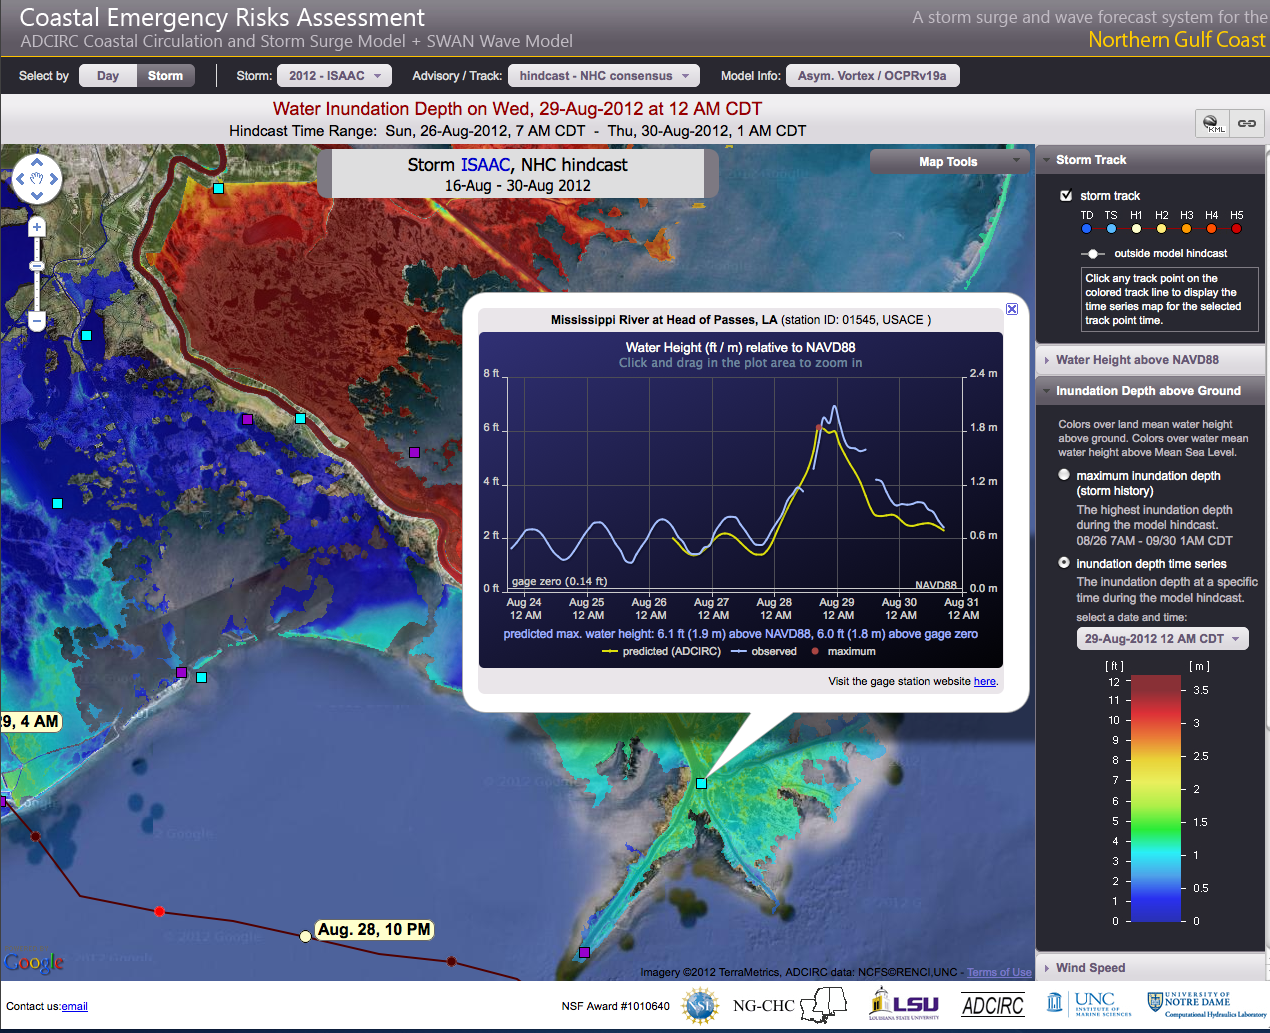 Coastal Emergency Risks Assessment
ADCIRC Coastal Circulation and Storm Surge Model + SWAN Wave Model
A storm surge and wave forecast system for the
Northern Gulf Coast
Select by Day Storm Storm: 2012 - ISAAC Advisory / Track: hindcast - NHC consensus Model Info: Asym. Vortex / OCPRv19a
Water Inundation Depth on Wed, 29-Aug-2012 at 12 AM CDT
Hindcast Time Range: Sun, 26-Aug-2012, 7 AM CDT - Thu, 30-Aug-2012, 1 AM CDT
KML
Storm ISAAC, NHC hindcast
16-Aug - 30-Aug 2012
Map Tools
Mississippi River at Head of Passes, LA (station ID: 01545, USACE )
Water Height (ft / m) relative to NAVD88
Click and drag in the plot area to zoom in
8 ft 2.4 m
6 ft 1.8 m
4 ft 1.2 m
2 ft 0.6 m
gage zero (0.14 ft) NAVD88
0 ft 0.0 m
Aug 24 Aug 25 Aug 26 Aug 27 Aug 28 Aug 29 Aug 30 Aug 31
12 AM 12 AM 12 AM 12 AM 12 AM 12 AM 12 AM 12 AM
predicted max. water height: 6.1 ft (1.9 m) above NAVD88, 6.0 ft (1.8 m) above gage zero
predicted (ADCIRC) observed maximum
Visit the gage station website here.
29, 4 AM
Aug. 28, 10 PM
Google
Imagery ©2012 TerraMetrics, ADCIRC data: NCFS©RENCI,UNC - Terms of Use
Storm Track
storm track
TD TS H1 H2 H3 H4 H5
outside model hindcast
Click any track point on the
colored track line to display the
time series map for the selected
track point time.
Water Height above NAVD88
Inundation Depth above Ground
Colors over land mean water height
above ground. Colors over water mean
water height above Mean Sea Level.
maximum inundation depth
(storm history)
The highest inundation depth
during the model hindcast.
08/26 7AM - 09/30 1AM CDT
inundation depth time series
The inundation depth at a specific
time during the model hindcast.
select a date and time:
29-Aug-2012 12 AM CDT
[ ft ] [ m ]
12
3.5
11
10 3
9
8 2.5
7
2
6
5 1.5
4
3 1
2
0.5
1
0 0
Wind Speed
Contact us:email
NSF Award #1010640
NSF
NG-CHC
LSU
LOUISIANA STATE UNIVERSITY
ADCIRC
UNC
INSTITUTE OF
MARINE SCIENCES
UNIVERSITY OF
NOTRE DAME
Computational Hydraulics Laboratory